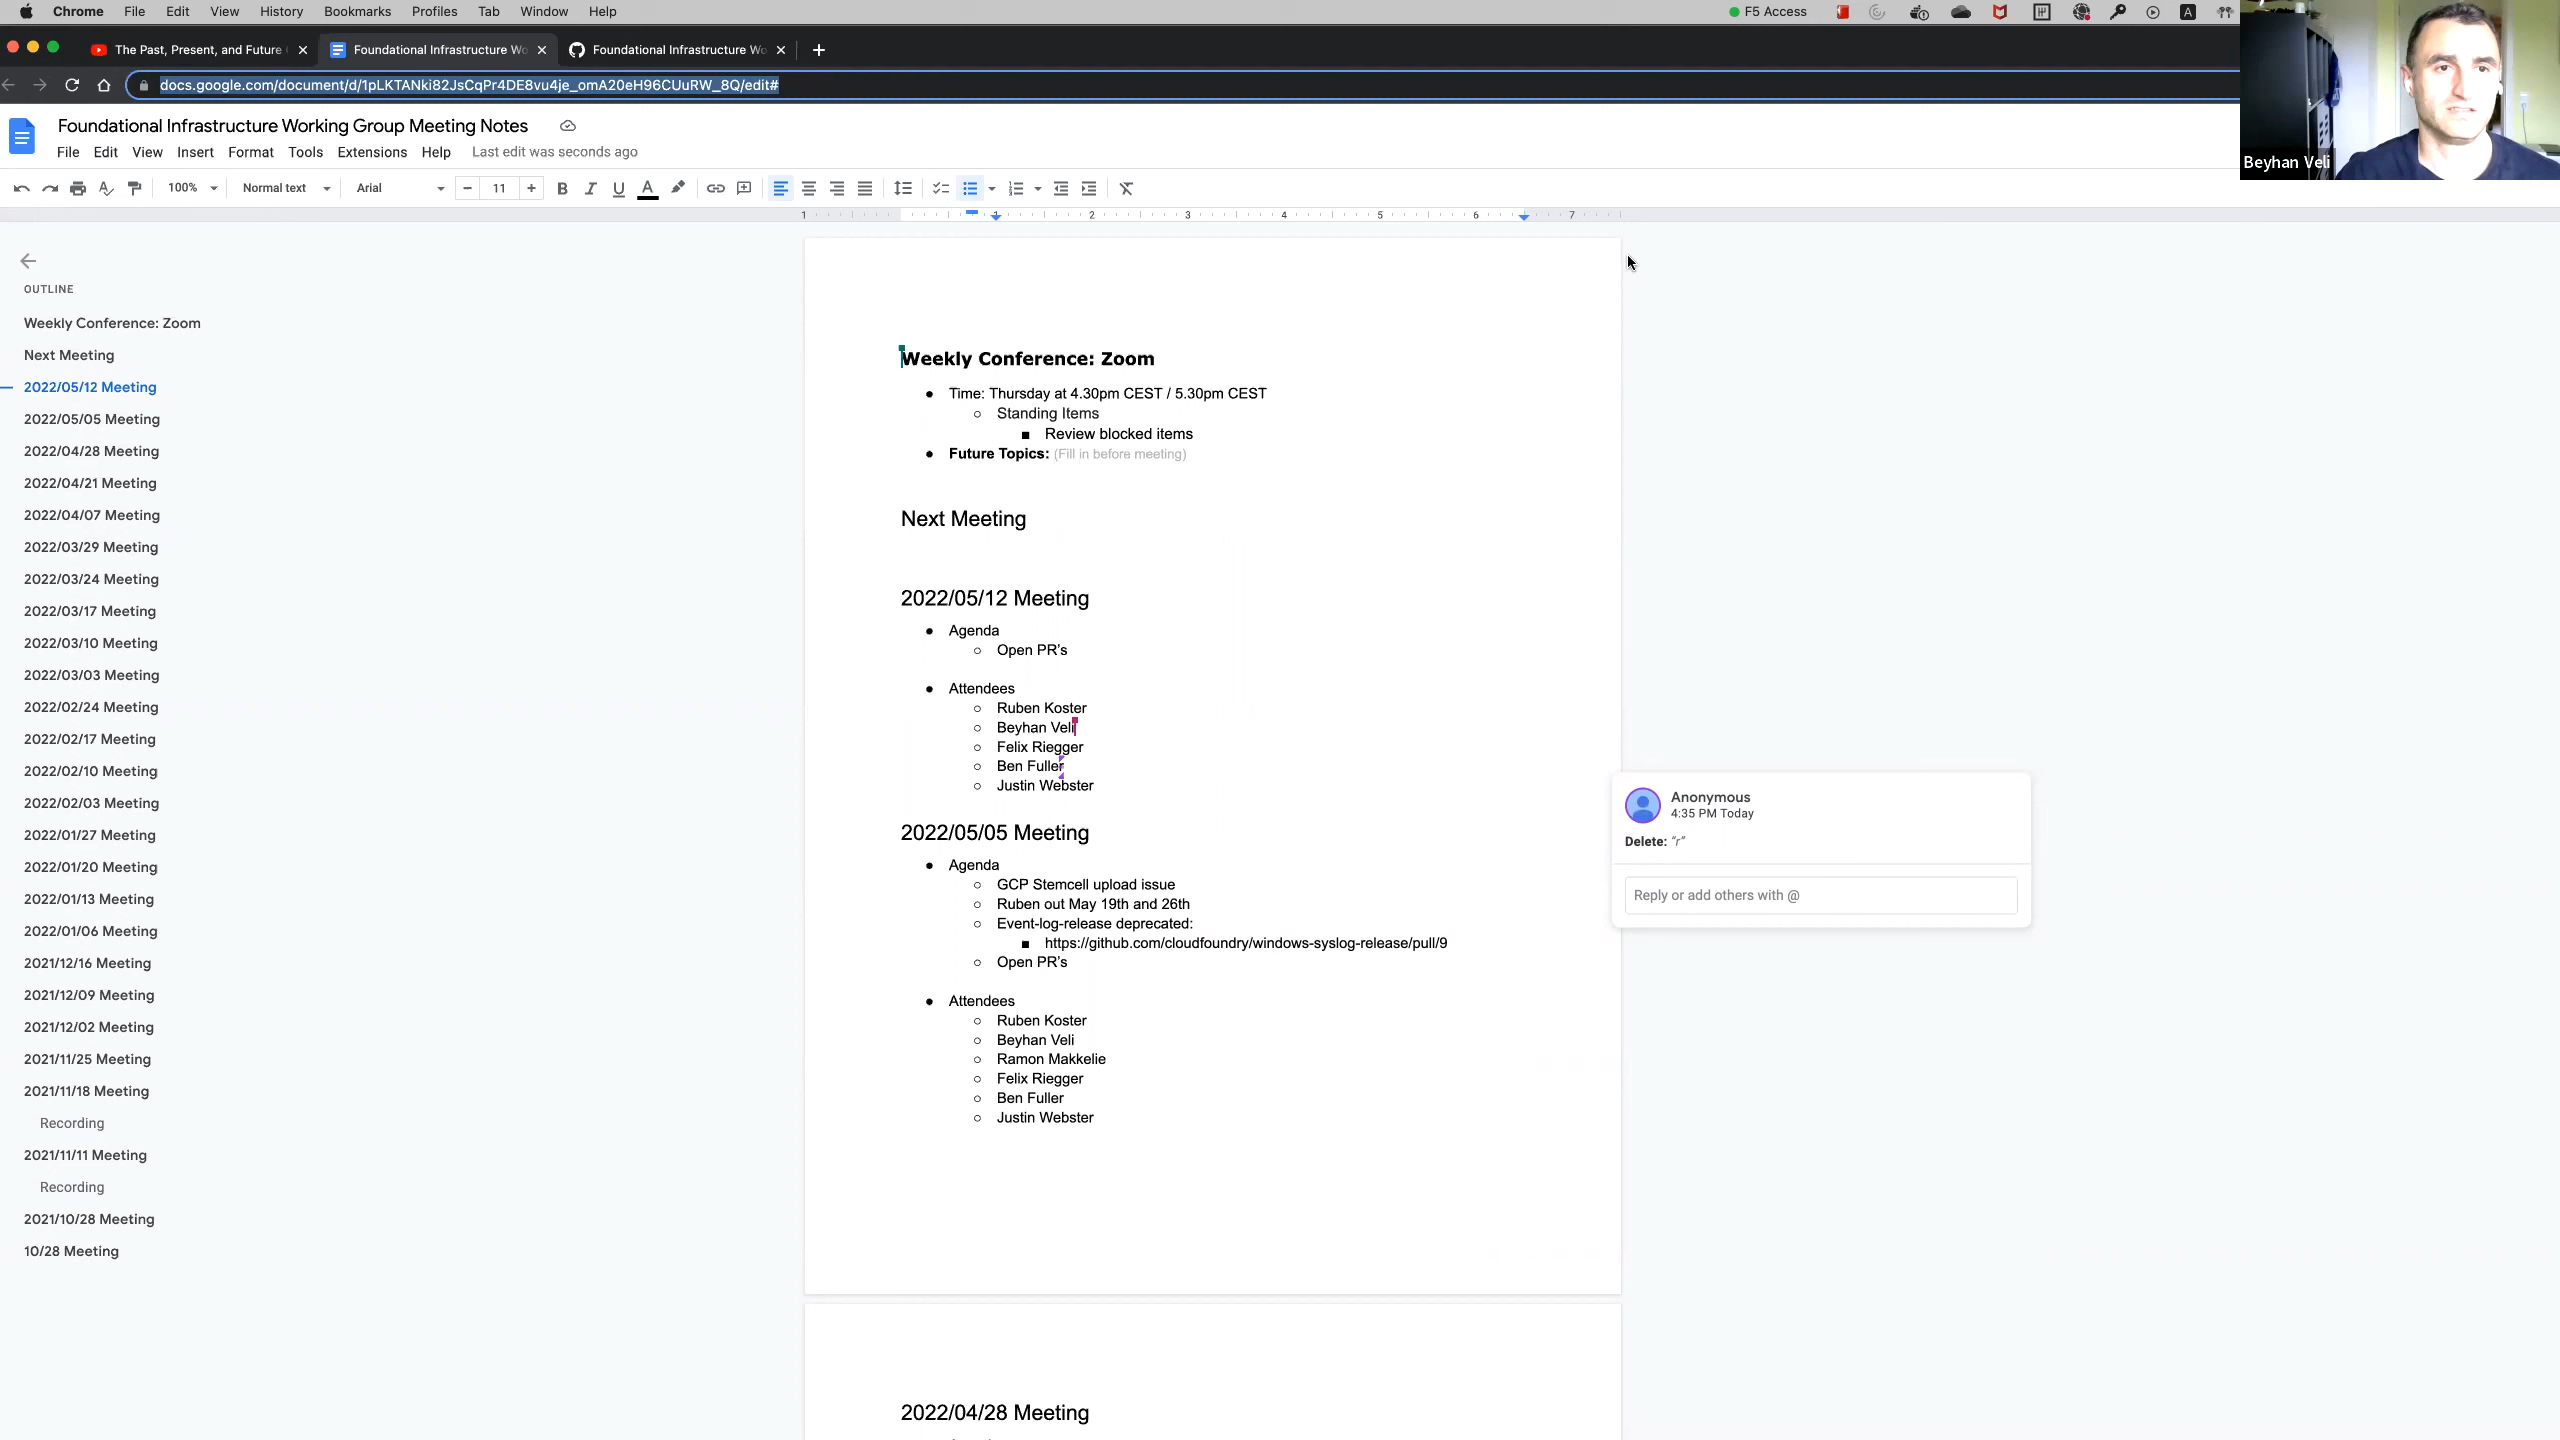 Chrome File Edit View History Bookmarks Profiles Tab Window Help F5 Access
The Past, Present, and Future Foundational Infrastructure Wo Foundational Infrastructure Wo
docs.google.com/document/d/1pLKTANki82JsCqPr4DE8vu4je_omA20eH96CUuRW_8Q/edit#
Foundational Infrastructure Working Group Meeting Notes
File Edit View Insert Format Tools Extensions Help Last edit was seconds ago
Beyhan Veli
100% Normal text Arial 11
1 1 2 3 4 5 6 7
OUTLINE
Weekly Conference: Zoom
Next Meeting
2022/05/12 Meeting
2022/05/05 Meeting
2022/04/28 Meeting
2022/04/21 Meeting
2022/04/07 Meeting
2022/03/29 Meeting
2022/03/24 Meeting
2022/03/17 Meeting
2022/03/10 Meeting
2022/03/03 Meeting
2022/02/24 Meeting
2022/02/17 Meeting
2022/02/10 Meeting
2022/02/03 Meeting
2022/01/27 Meeting
2022/01/20 Meeting
2022/01/13 Meeting
2022/01/06 Meeting
2021/12/16 Meeting
2021/12/09 Meeting
2021/12/02 Meeting
2021/11/25 Meeting
2021/11/18 Meeting
Recording
2021/11/11 Meeting
Recording
2021/10/28 Meeting
10/28 Meeting
Weekly Conference: Zoom
Time: Thursday at 4.30pm CEST / 5.30pm CEST
Standing Items
Review blocked items
Future Topics: (Fill in before meeting)
Next Meeting
2022/05/12 Meeting
Agenda
Open PR's
Attendees
Ruben Koster
Beyhan Veli
Felix Riegger
Ben Fuller
Justin Webster
2022/05/05 Meeting
Agenda
GCP Stemcell upload issue
Ruben out May 19th and 26th
Event-log-release deprecated:
https://github.com/cloudfoundry/windows-syslog-release/pull/9
Open PR's
Attendees
Ruben Koster
Beyhan Veli
Ramon Makkelie
Felix Riegger
Ben Fuller
Justin Webster
2022/04/28 Meeting
Anonymous
4:35 PM Today
Delete: "r"
Reply or add others with @